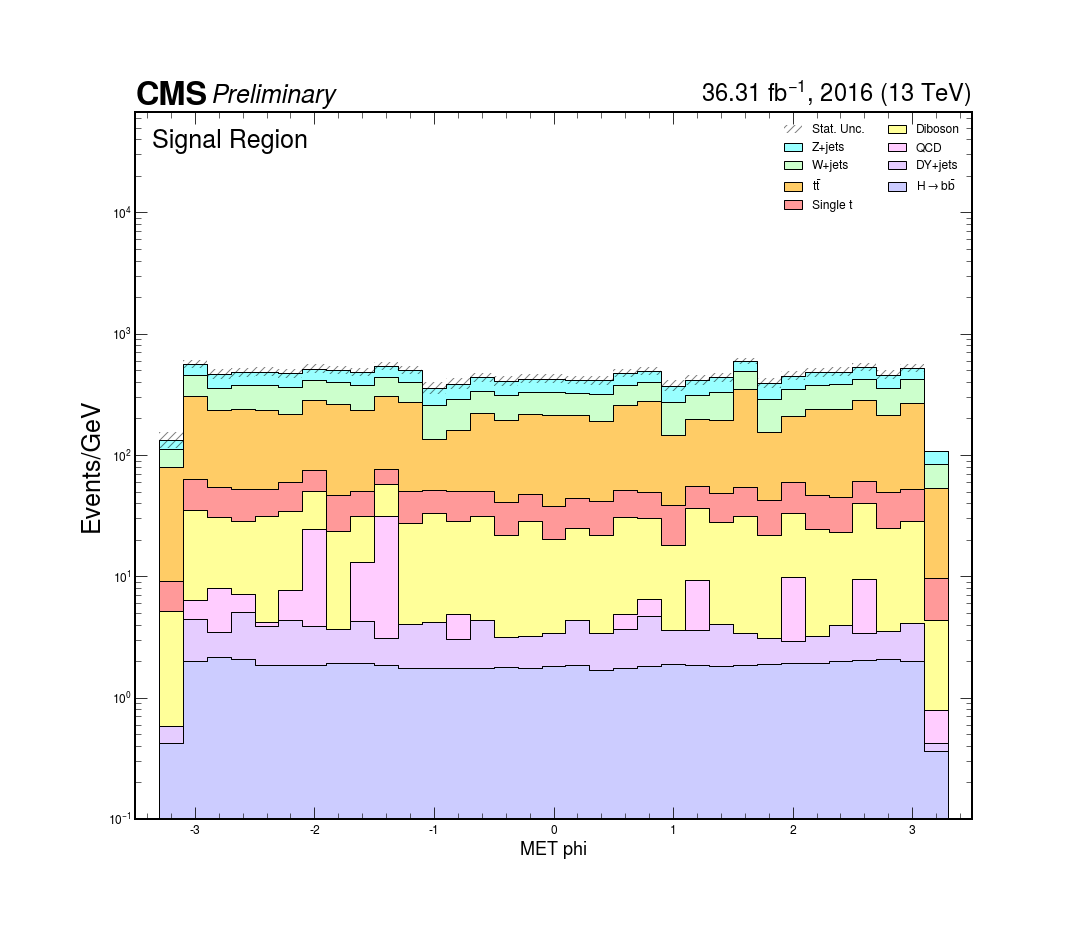 CMS Preliminary
36.31 fb⁻¹, 2016 (13 TeV)
Signal Region
Stat. Unc.
Z+jets
W+jets
tt̄
Single t
Diboson
QCD
DY+jets
H→bb̄
Events/GeV
10⁴
10³
10²
10¹
10⁰
10⁻¹
-3 -2 -1 0 1 2 3
MET phi